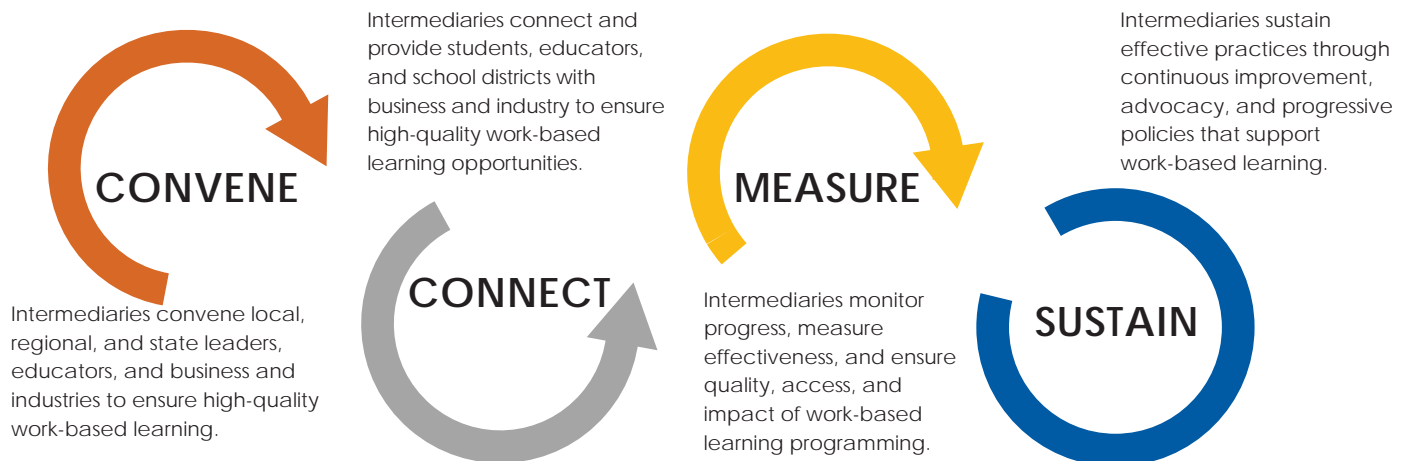 CONVENE
Intermediaries convene local,
regional, and state leaders,
educators, and business and
industries to ensure high-quality
work-based learning.
Intermediaries connect and
provide students, educators,
and school districts with
business and industry to ensure
high-quality work-based
learning opportunities.
CONNECT
MEASURE
Intermediaries monitor
progress, measure
effectiveness, and ensure
quality, access, and
impact of work-based
learning programming.
Intermediaries sustain
effective practices through
continuous improvement,
advocacy, and progressive
policies that support
work-based learning.
SUSTAIN